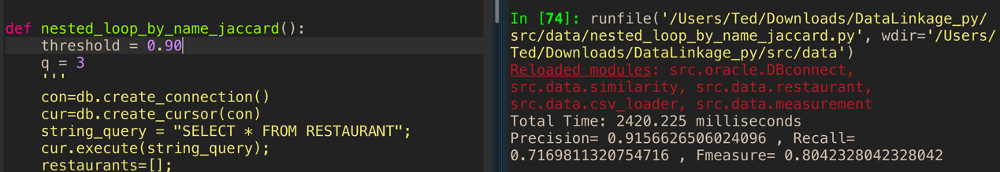 def nested_loop_by_name_jaccard():
    threshold = 0.90
    q = 3
    '''
    con=db.create_connection()
    cur=db.create_cursor(con)
    string_query = "SELECT * FROM RESTAURANT";
    cur.execute(string_query);
    restaurants=[];
In [74]: runfile('/Users/Ted/Downloads/DataLinkage_py/
src/data/nested_loop_by_name_jaccard.py', wdir='/Users/
Ted/Downloads/DataLinkage_py/src/data')
Reloaded modules: src.oracle.DBconnect,
src.data.similarity, src.data.restaurant,
src.data.csv_loader, src.data.measurement
Total Time: 2420.225 milliseconds
Precision= 0.9156626506024096 , Recall=
0.7169811320754716 , Fmeasure= 0.8042328042328042